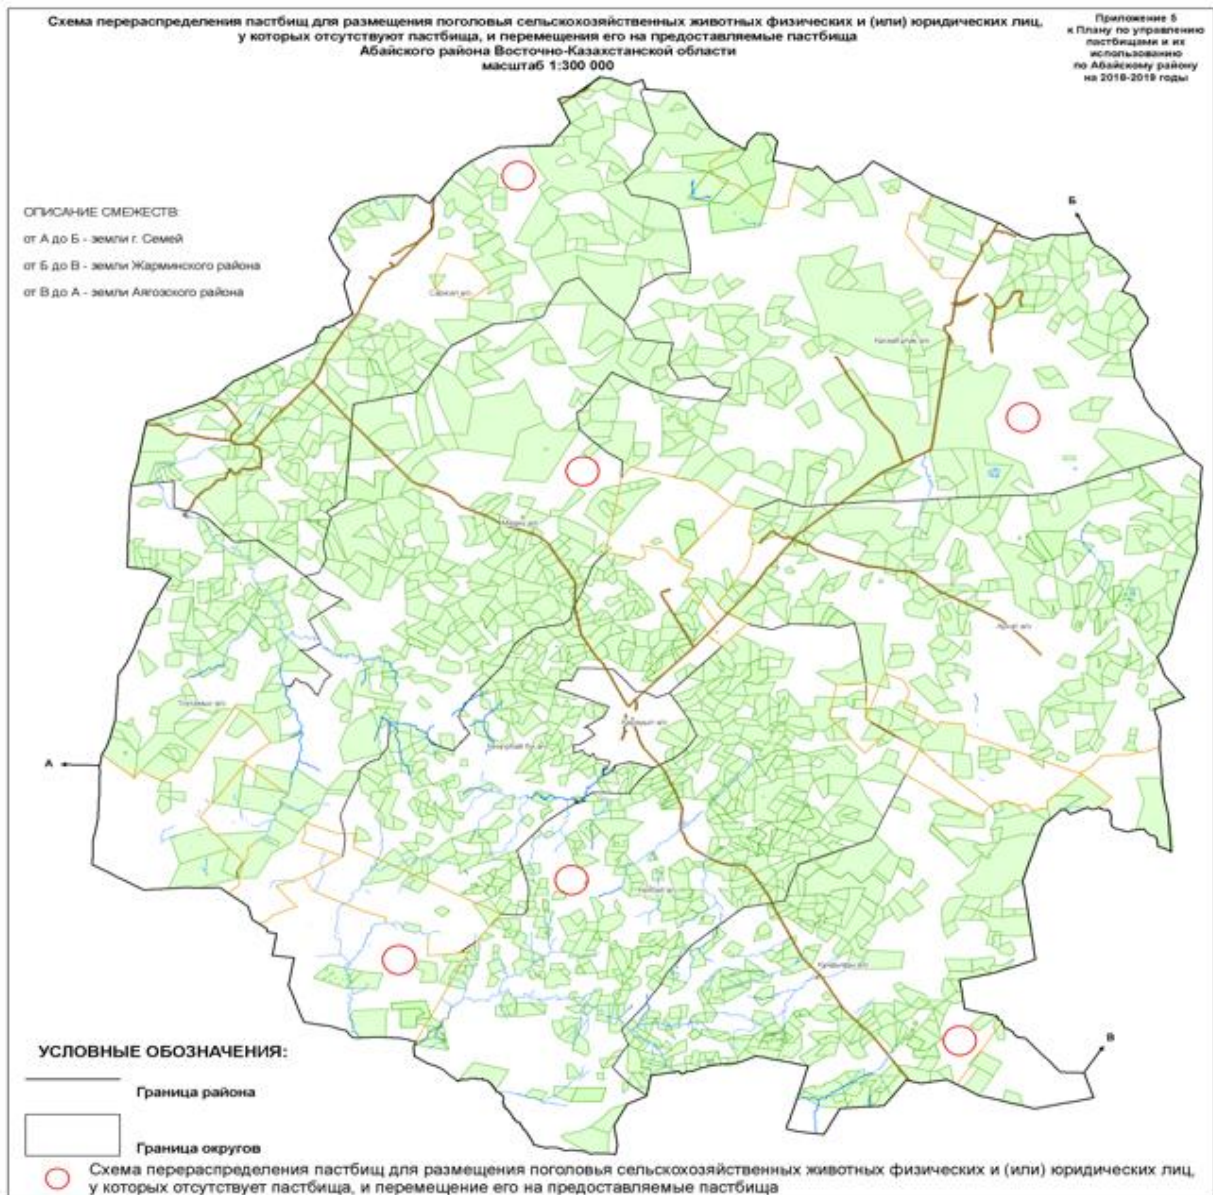 Схема перераспределения пастбищ для размещения поголовья сельскохозяйственных животных физических и (или) юридических лиц,
у которых отсутствуют пастбища, и перемещения его на предоставляемые пастбища
Абайского района Восточно-Казахстанской области
масштаб 1:300 000
Приложение 5
к Плану по управлению
пастбищами и их
использованию
по Абайскому району
на 2018-2019 годы
ОПИСАНИЕ СМЕЖЕСТВ:
от А до Б - земли г. Семей
от Б до В - земли Жарминского района
от В до А - земли Аягозского района
Б
А
В
УСЛОВНЫЕ ОБОЗНАЧЕНИЯ:
Граница района
Граница округов
Схема перераспределения пастбищ для размещения поголовья сельскохозяйственных животных физических и (или) юридических лиц,
у которых отсутствует пастбища, и перемещение его на предоставляемые пастбища